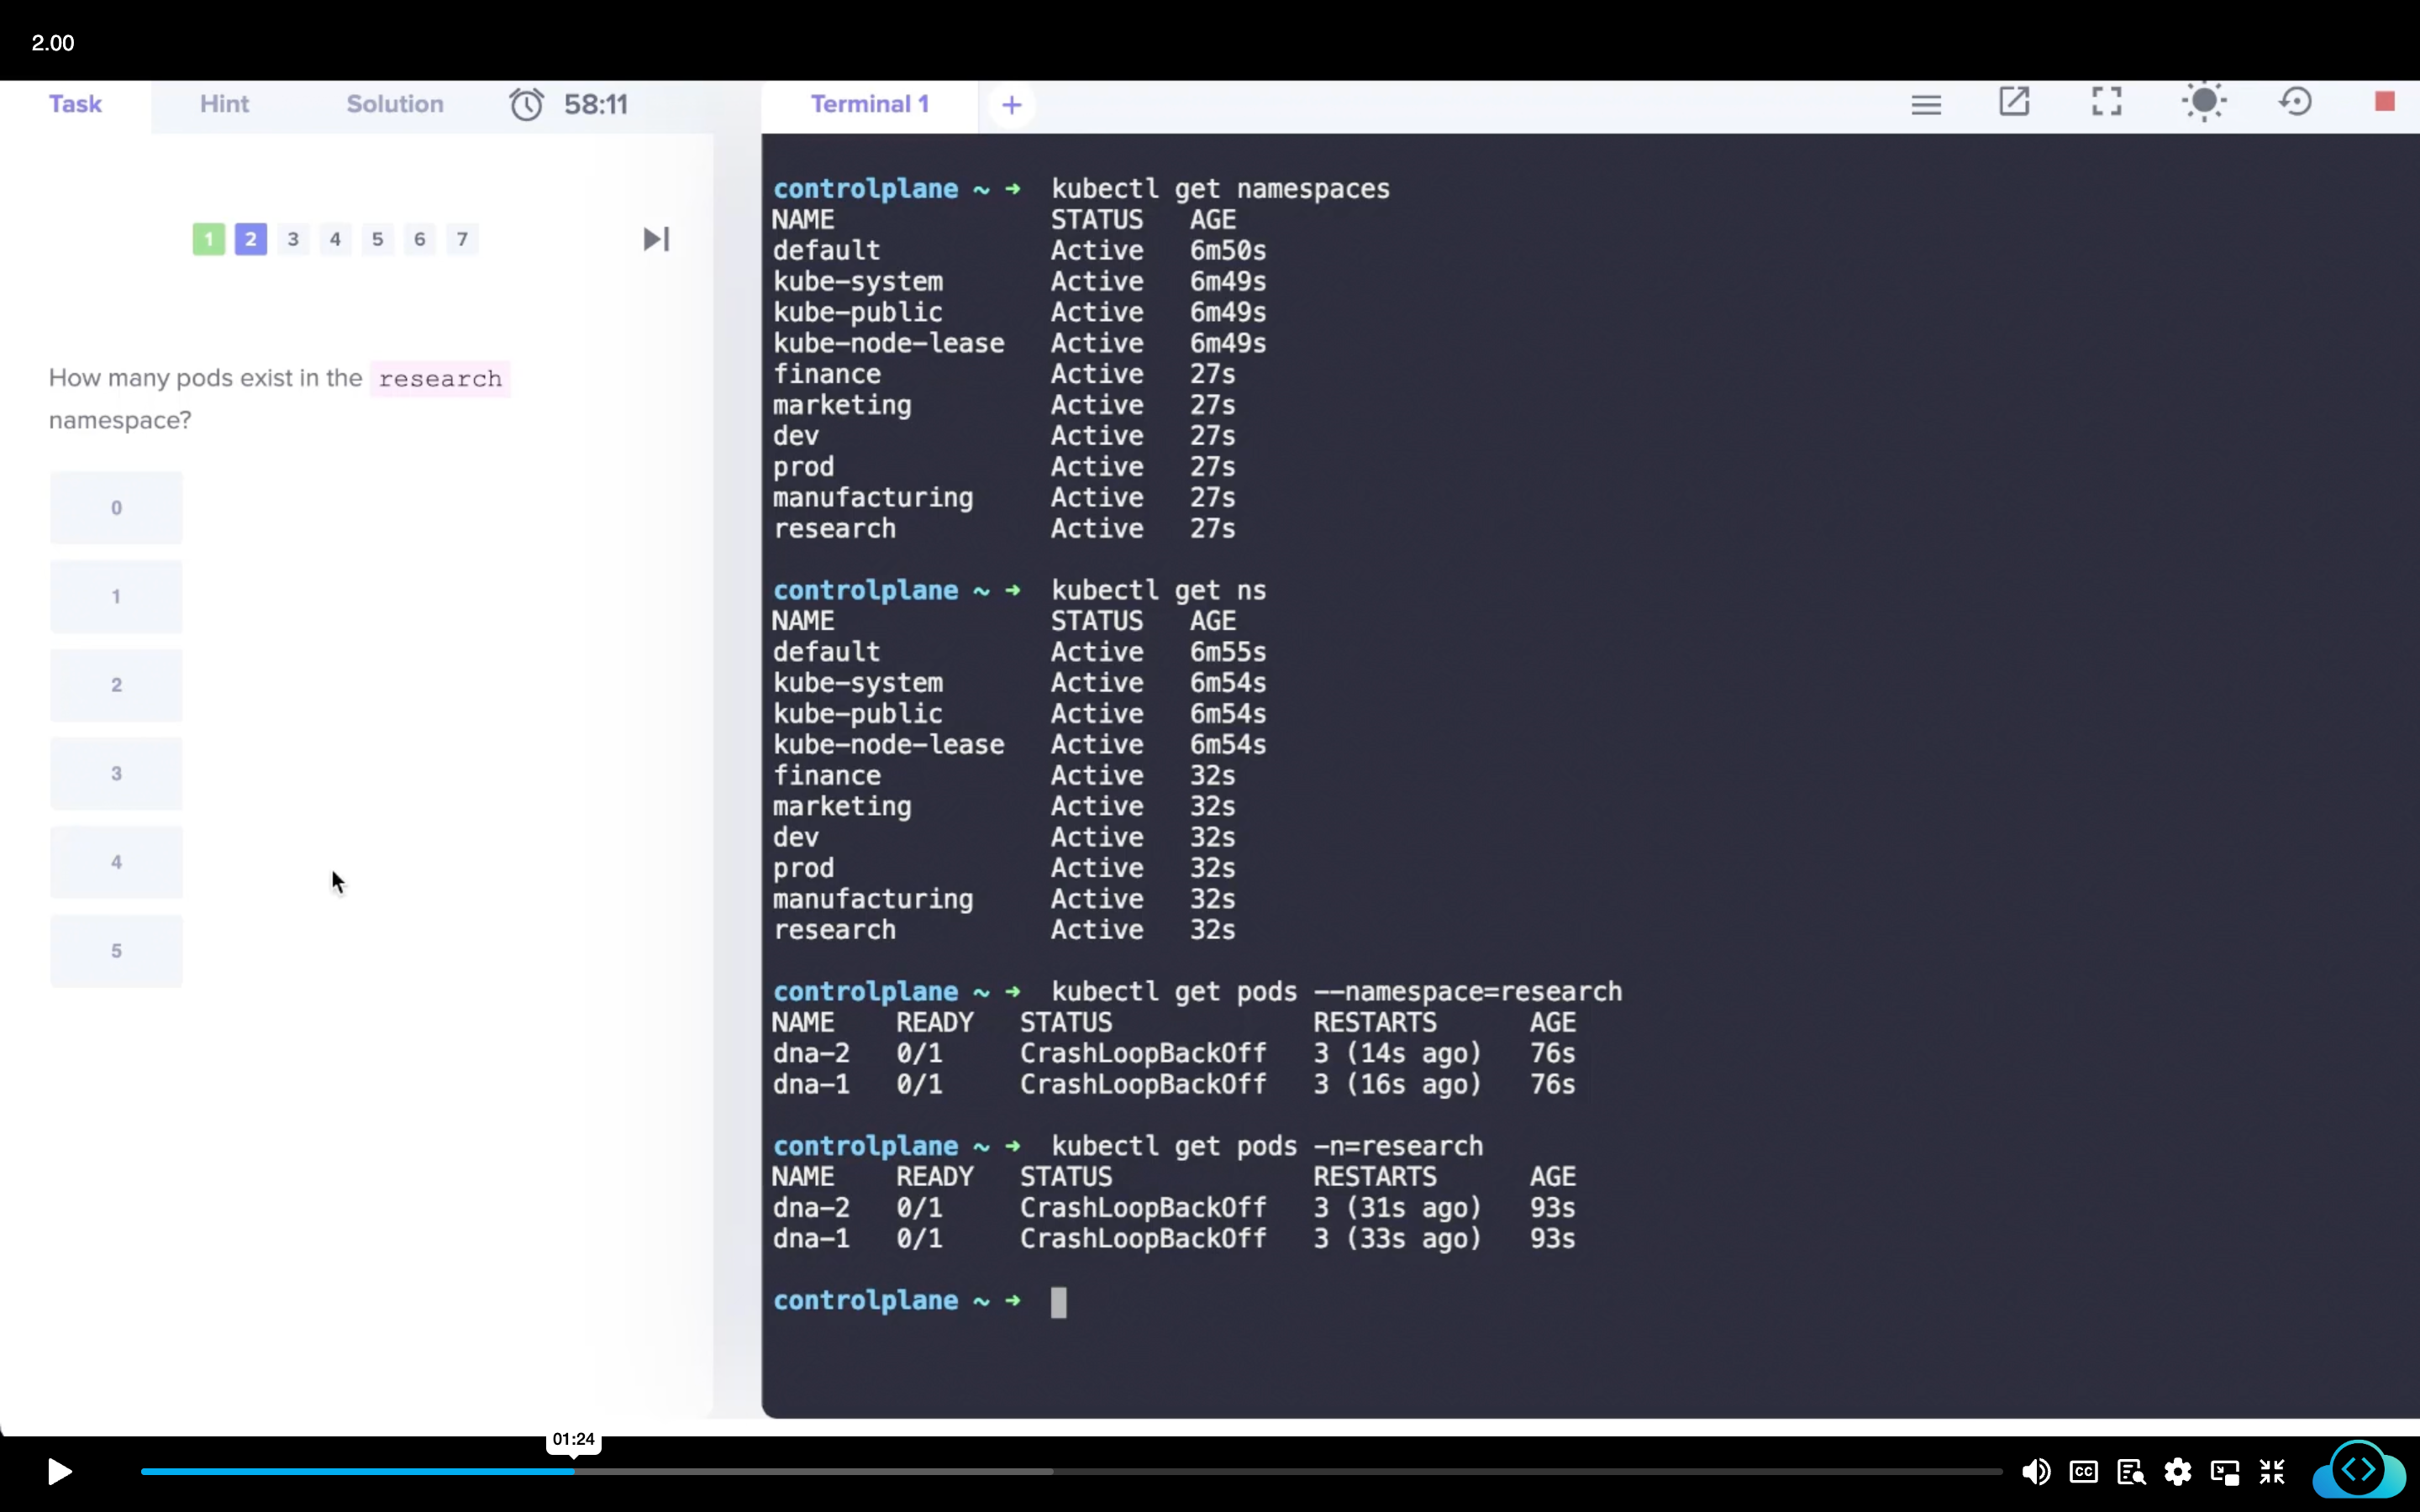 2.00
Task Hint Solution 58:11
1 2 3 4 5 6 7
How many pods exist in the research
namespace?
0
1
2
3
4
5
Terminal 1 +
controlplane ~ ➜ kubectl get namespaces
NAME STATUS AGE
default Active 6m50s
kube-system Active 6m49s
kube-public Active 6m49s
kube-node-lease Active 6m49s
finance Active 27s
marketing Active 27s
dev Active 27s
prod Active 27s
manufacturing Active 27s
research Active 27s
controlplane ~ ➜ kubectl get ns
NAME STATUS AGE
default Active 6m55s
kube-system Active 6m54s
kube-public Active 6m54s
kube-node-lease Active 6m54s
finance Active 32s
marketing Active 32s
dev Active 32s
prod Active 32s
manufacturing Active 32s
research Active 32s
controlplane ~ ➜ kubectl get pods --namespace=research
NAME READY STATUS RESTARTS AGE
dna-2 0/1 CrashLoopBackOff 3 (14s ago) 76s
dna-1 0/1 CrashLoopBackOff 3 (16s ago) 76s
controlplane ~ ➜ kubectl get pods -n=research
NAME READY STATUS RESTARTS AGE
dna-2 0/1 CrashLoopBackOff 3 (31s ago) 93s
dna-1 0/1 CrashLoopBackOff 3 (33s ago) 93s
controlplane ~ ➜
01:24
CC